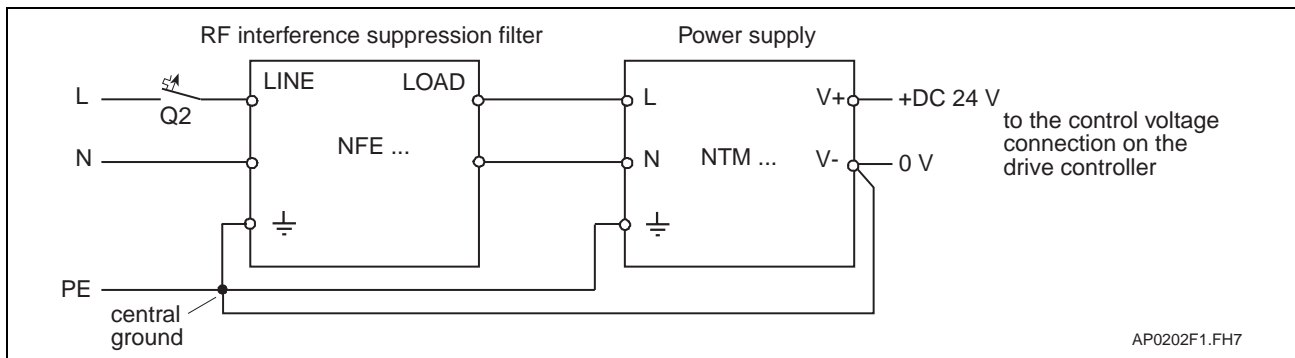 RF interference suppression filter
Power supply
LINE
LOAD
L
Q2
L
V+
+DC 24 V
to the control voltage
connection on the
drive controller
N
NFE ...
N
NTM ...
V-
0 V
PE
central
ground
AP0202F1.FH7